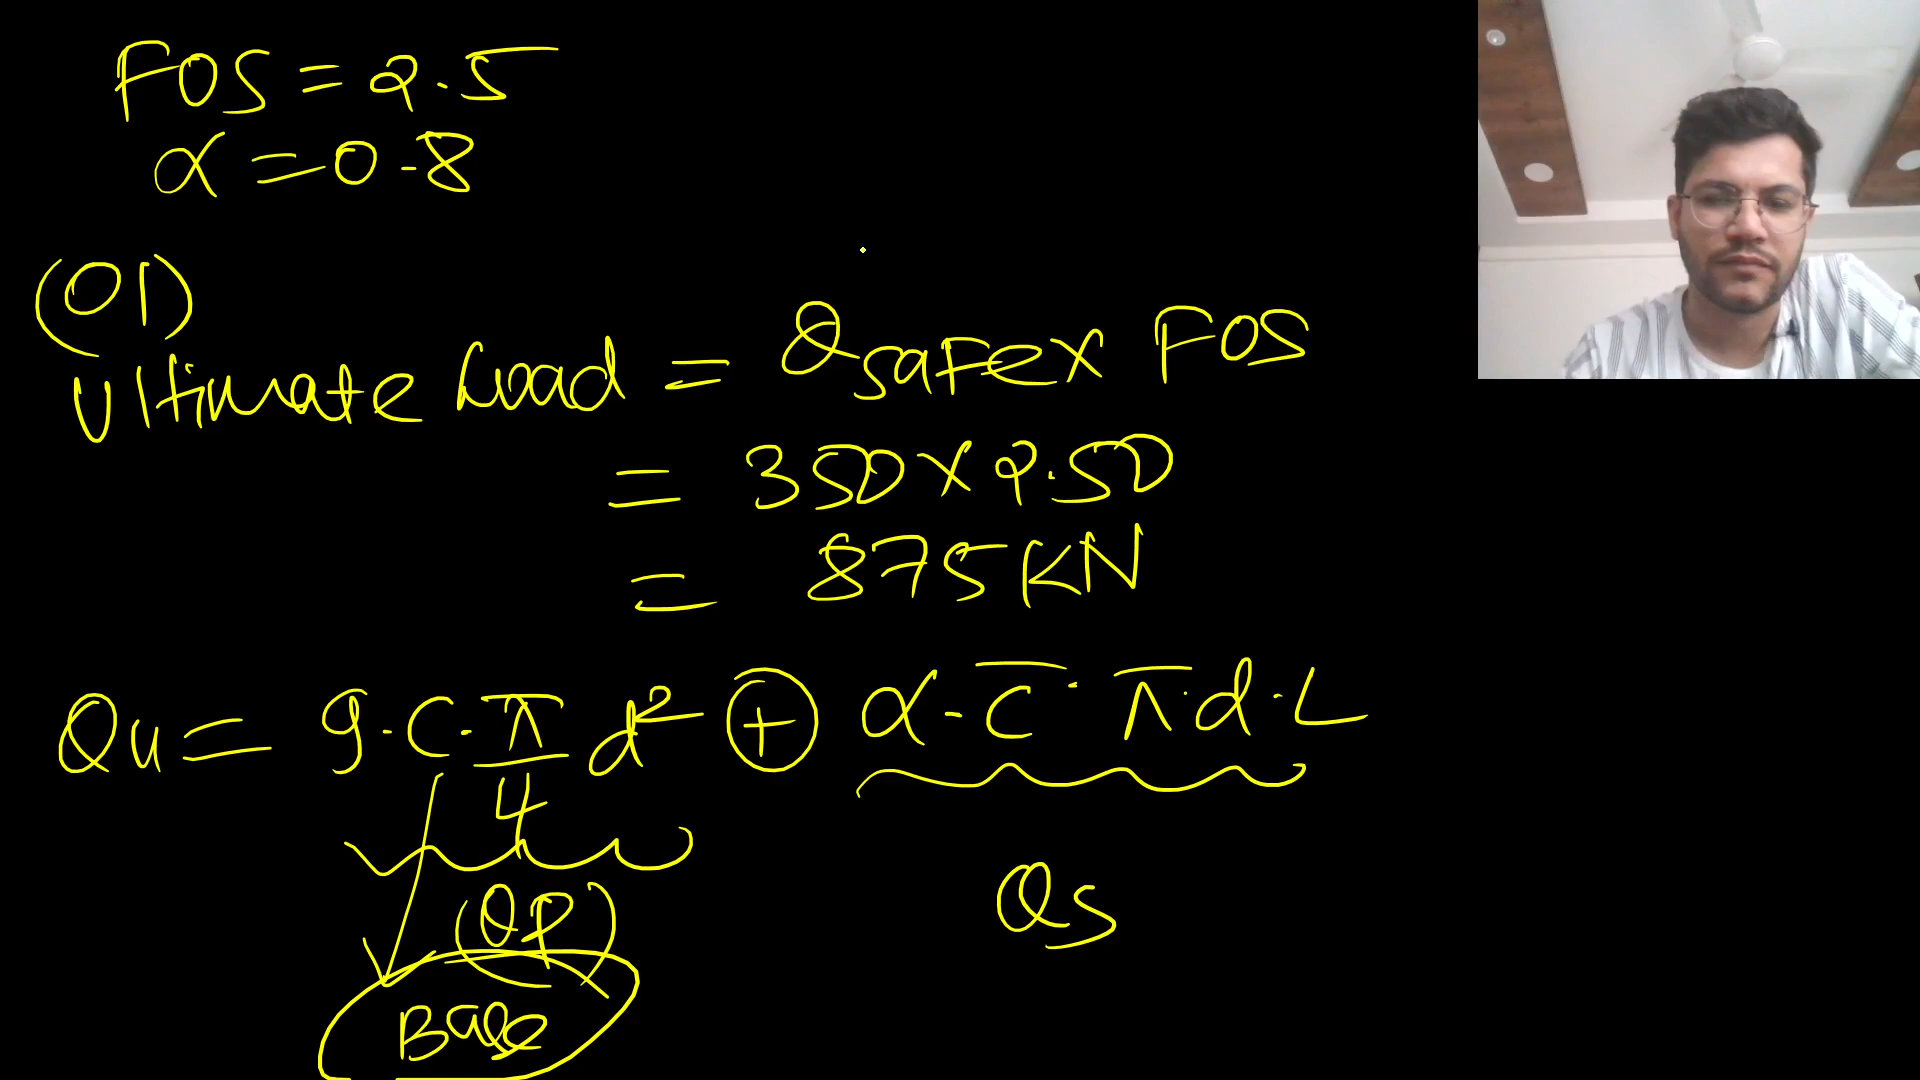 FOS = 2.5
α = 0.8
(01)
Ultimate Load = Qsafe x FOS
= 350 x 2.50
= 875 KN
Qu = 9.C.π/4 d² + α.c̅.π.d.L
(QP)
Qs
Base